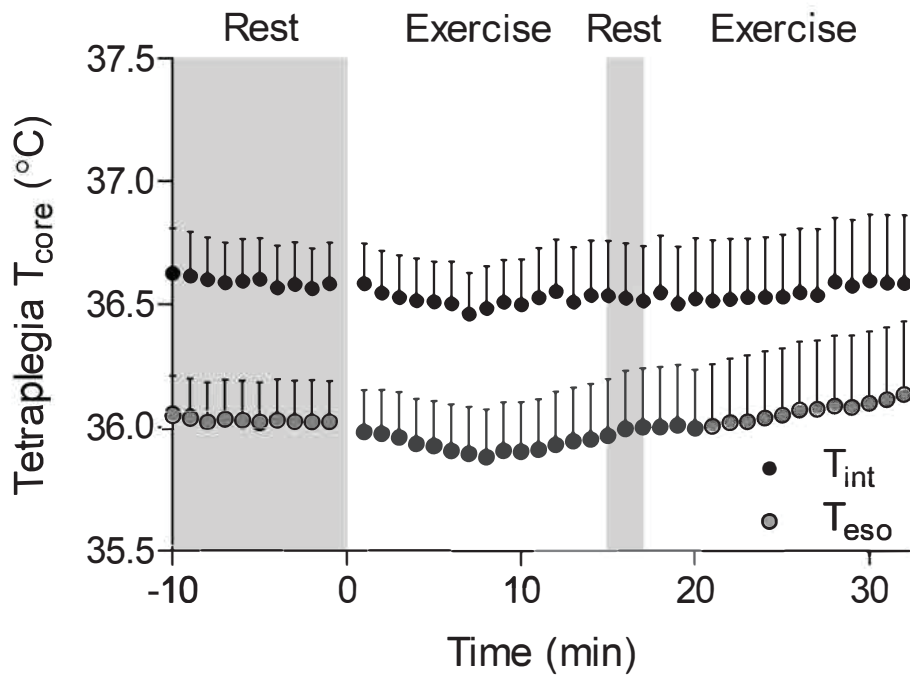 Rest Exercise Rest Exercise
37.5
37.0
36.5
36.0
35.5
Tetraplegia Tcore (°C)
Tint
Teso
-10 0 10 20 30
Time (min)